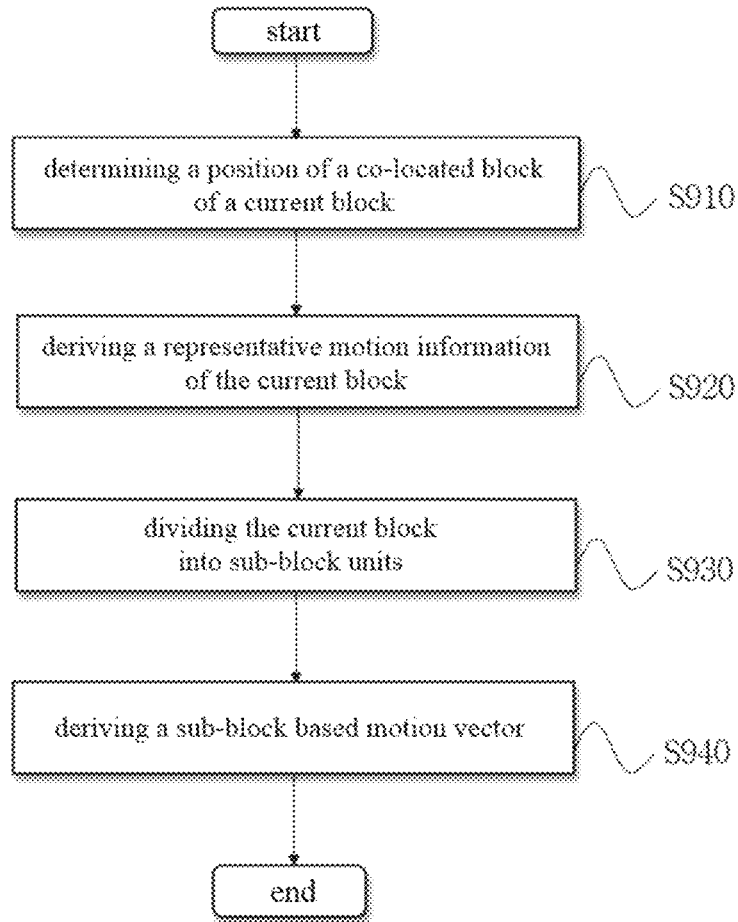 start
determining a position of a co-located block
of a current block
S910
deriving a representative motion information
of the current block
S920
dividing the current block
into sub-block units
S930
deriving a sub-block based motion vector
S940
end